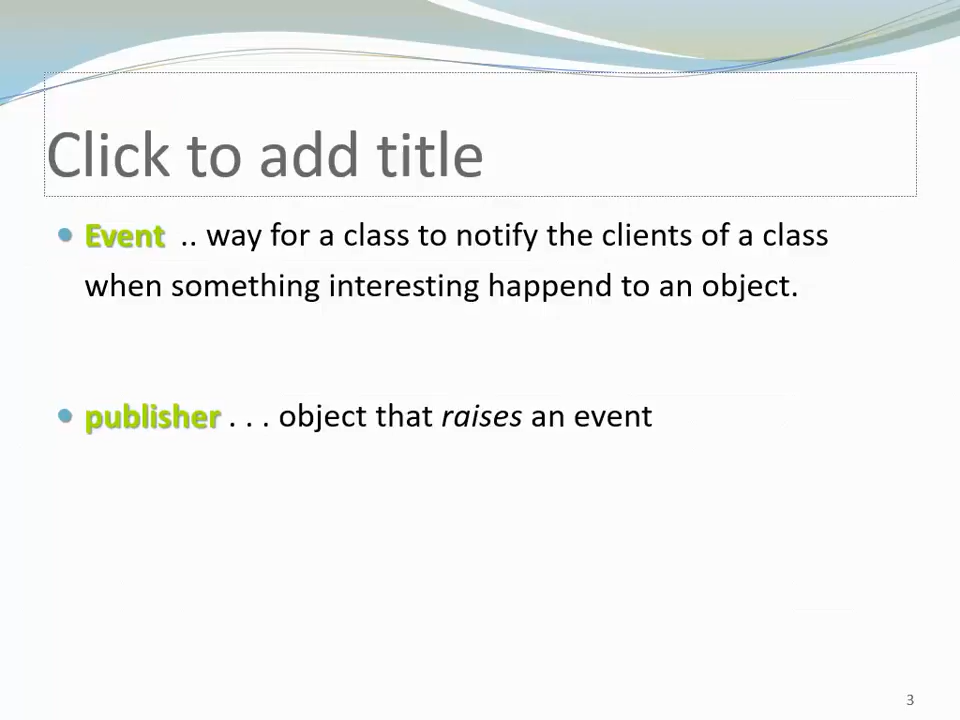 Click to add title
• Event .. way for a class to notify the clients of a class
when something interesting happend to an object.
• publisher . . . object that raises an event
3